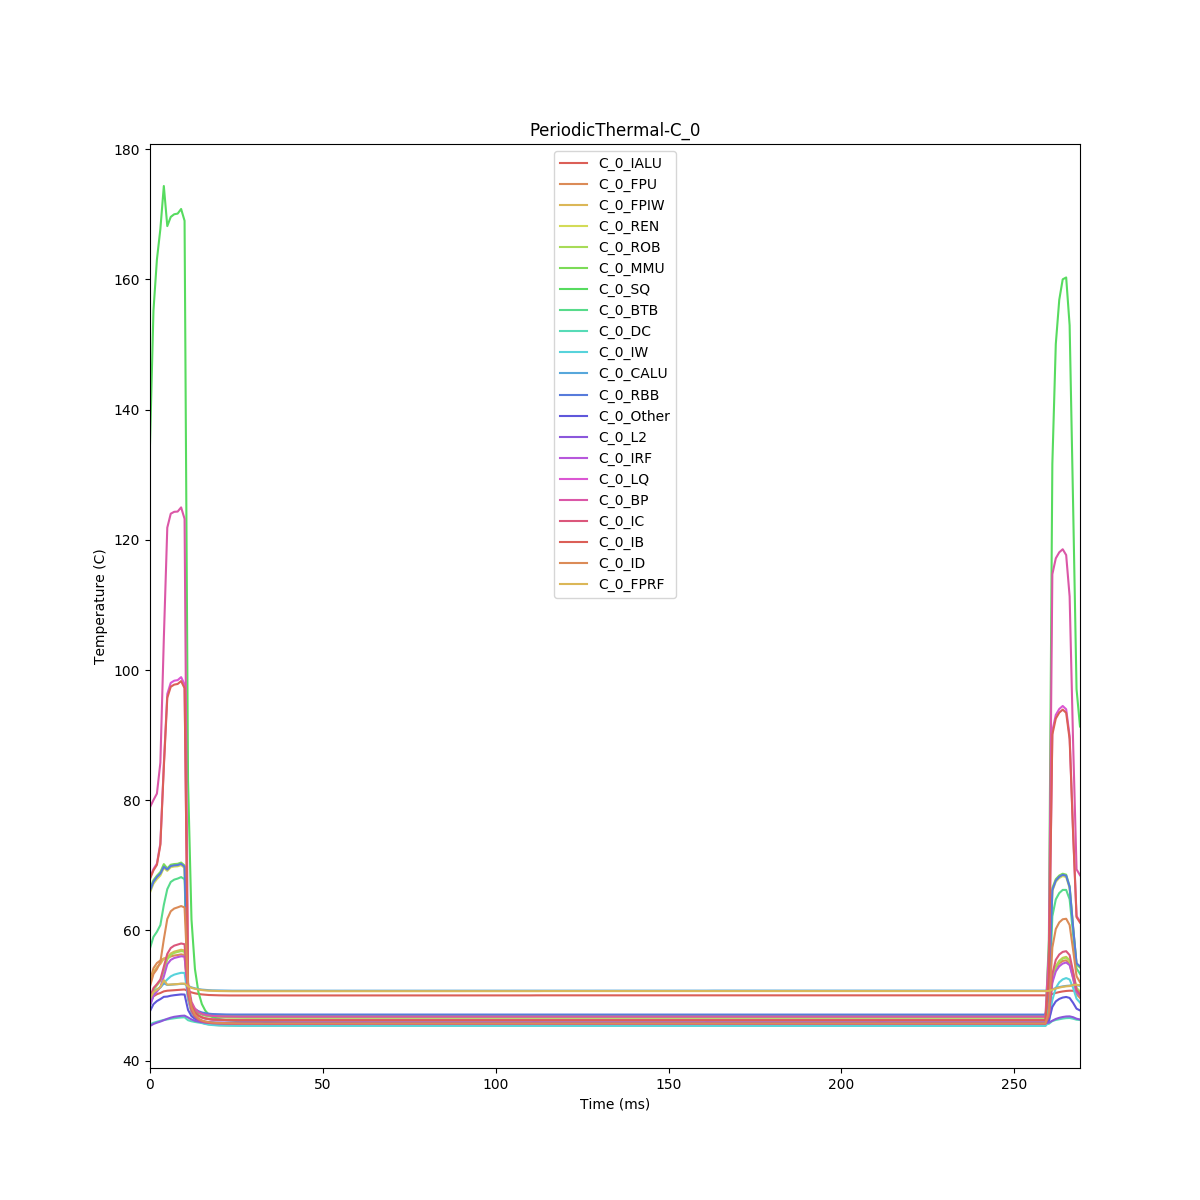 PeriodicThermal-C_0
180
160
140
120
100
80
60
40
Temperature (C)
C_0_IALU
C_0_FPU
C_0_FPIW
C_0_REN
C_0_ROB
C_0_MMU
C_0_SQ
C_0_BTB
C_0_DC
C_0_IW
C_0_CALU
C_0_RBB
C_0_Other
C_0_L2
C_0_IRF
C_0_LQ
C_0_BP
C_0_IC
C_0_IB
C_0_ID
C_0_FPRF
0 50 100 150 200 250
Time (ms)